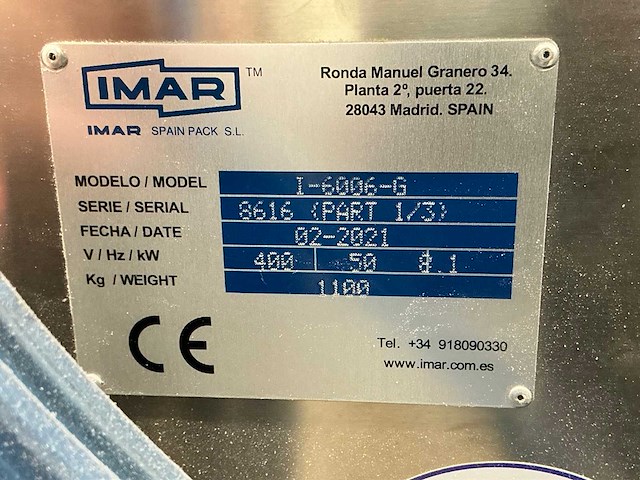 IMAR TM
IMAR SPAIN PACK S.L.
Ronda Manuel Granero 34.
Planta 2º, puerta 22.
28043 Madrid. SPAIN
MODELO / MODEL I-6006-G
SERIE / SERIAL 8616 (PART 1/3)
FECHA / DATE 02-2021
V / Hz / kW 400 50
Kg / WEIGHT 1100
CE
Tel. +34 918090330
www.imar.com.es